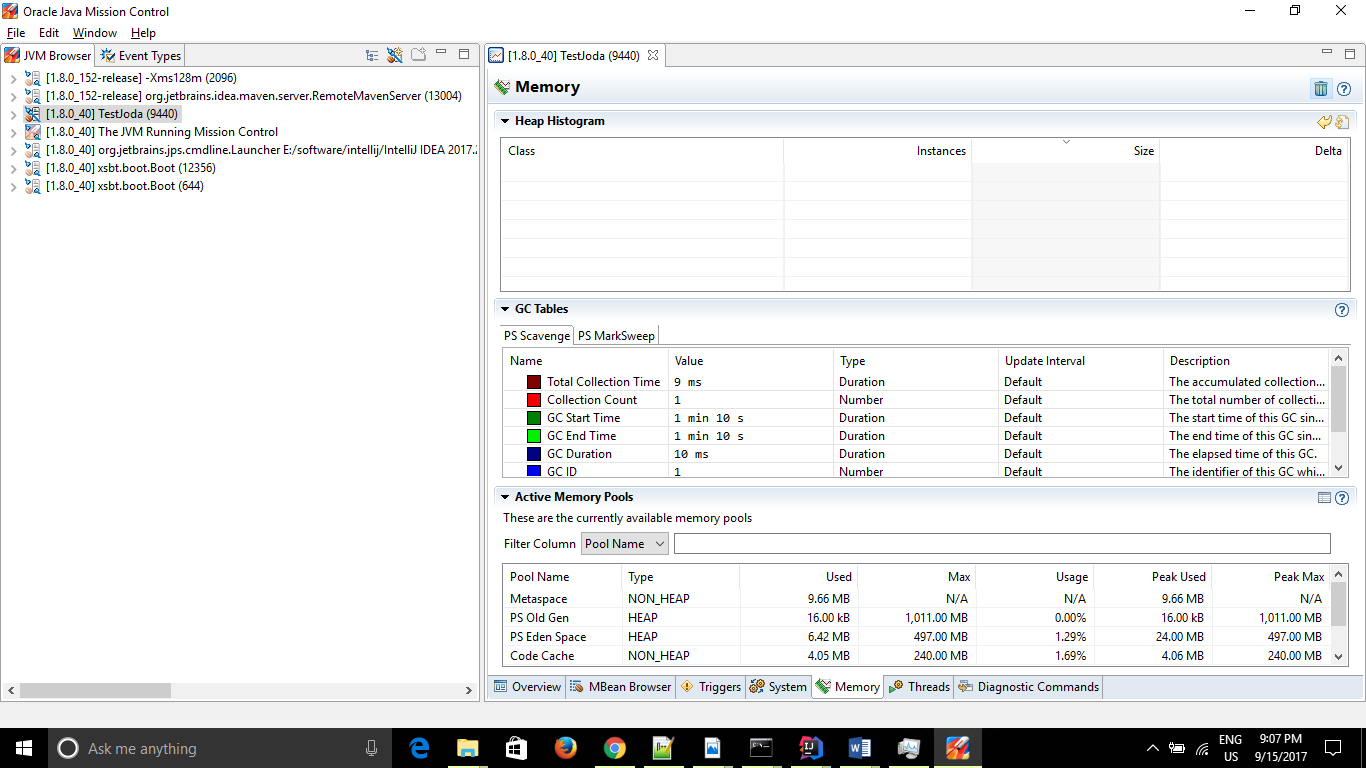 Oracle Java Mission Control
File Edit Window Help
JVM Browser Event Types
[1.8.0_152-release] -Xms128m (2096)
[1.8.0_152-release] org.jetbrains.idea.maven.server.RemoteMavenServer (13004)
[1.8.0_40] TestJoda (9440)
[1.8.0_40] The JVM Running Mission Control
[1.8.0_40] org.jetbrains.jps.cmdline.Launcher E:/software/intellij/IntelliJ IDEA 2017.2
[1.8.0_40] xsbt.boot.Boot (12356)
[1.8.0_40] xsbt.boot.Boot (644)
[1.8.0_40] TestJoda (9440)
Memory
Heap Histogram
Class Instances Size Delta
GC Tables
PS Scavenge PS MarkSweep
Name Value Type Update Interval Description
Total Collection Time 9 ms Duration Default The accumulated collection...
Collection Count 1 Number Default The total number of collecti...
GC Start Time 1 min 10 s Duration Default The start time of this GC sin...
GC End Time 1 min 10 s Duration Default The end time of this GC sin...
GC Duration 10 ms Duration Default The elapsed time of this GC.
GC ID 1 Number Default The identifier of this GC whi...
Active Memory Pools
These are the currently available memory pools
Filter Column Pool Name
Pool Name Type Used Max Usage Peak Used Peak Max
Metaspace NON_HEAP 9.66 MB N/A N/A 9.66 MB N/A
PS Old Gen HEAP 16.00 kB 1,011.00 MB 0.00% 16.00 kB 1,011.00 MB
PS Eden Space HEAP 6.42 MB 497.00 MB 1.29% 24.00 MB 497.00 MB
Code Cache NON_HEAP 4.05 MB 240.00 MB 1.69% 4.06 MB 240.00 MB
Overview MBean Browser Triggers System Memory Threads Diagnostic Commands
Ask me anything
ENG 9:07 PM
US 9/15/2017